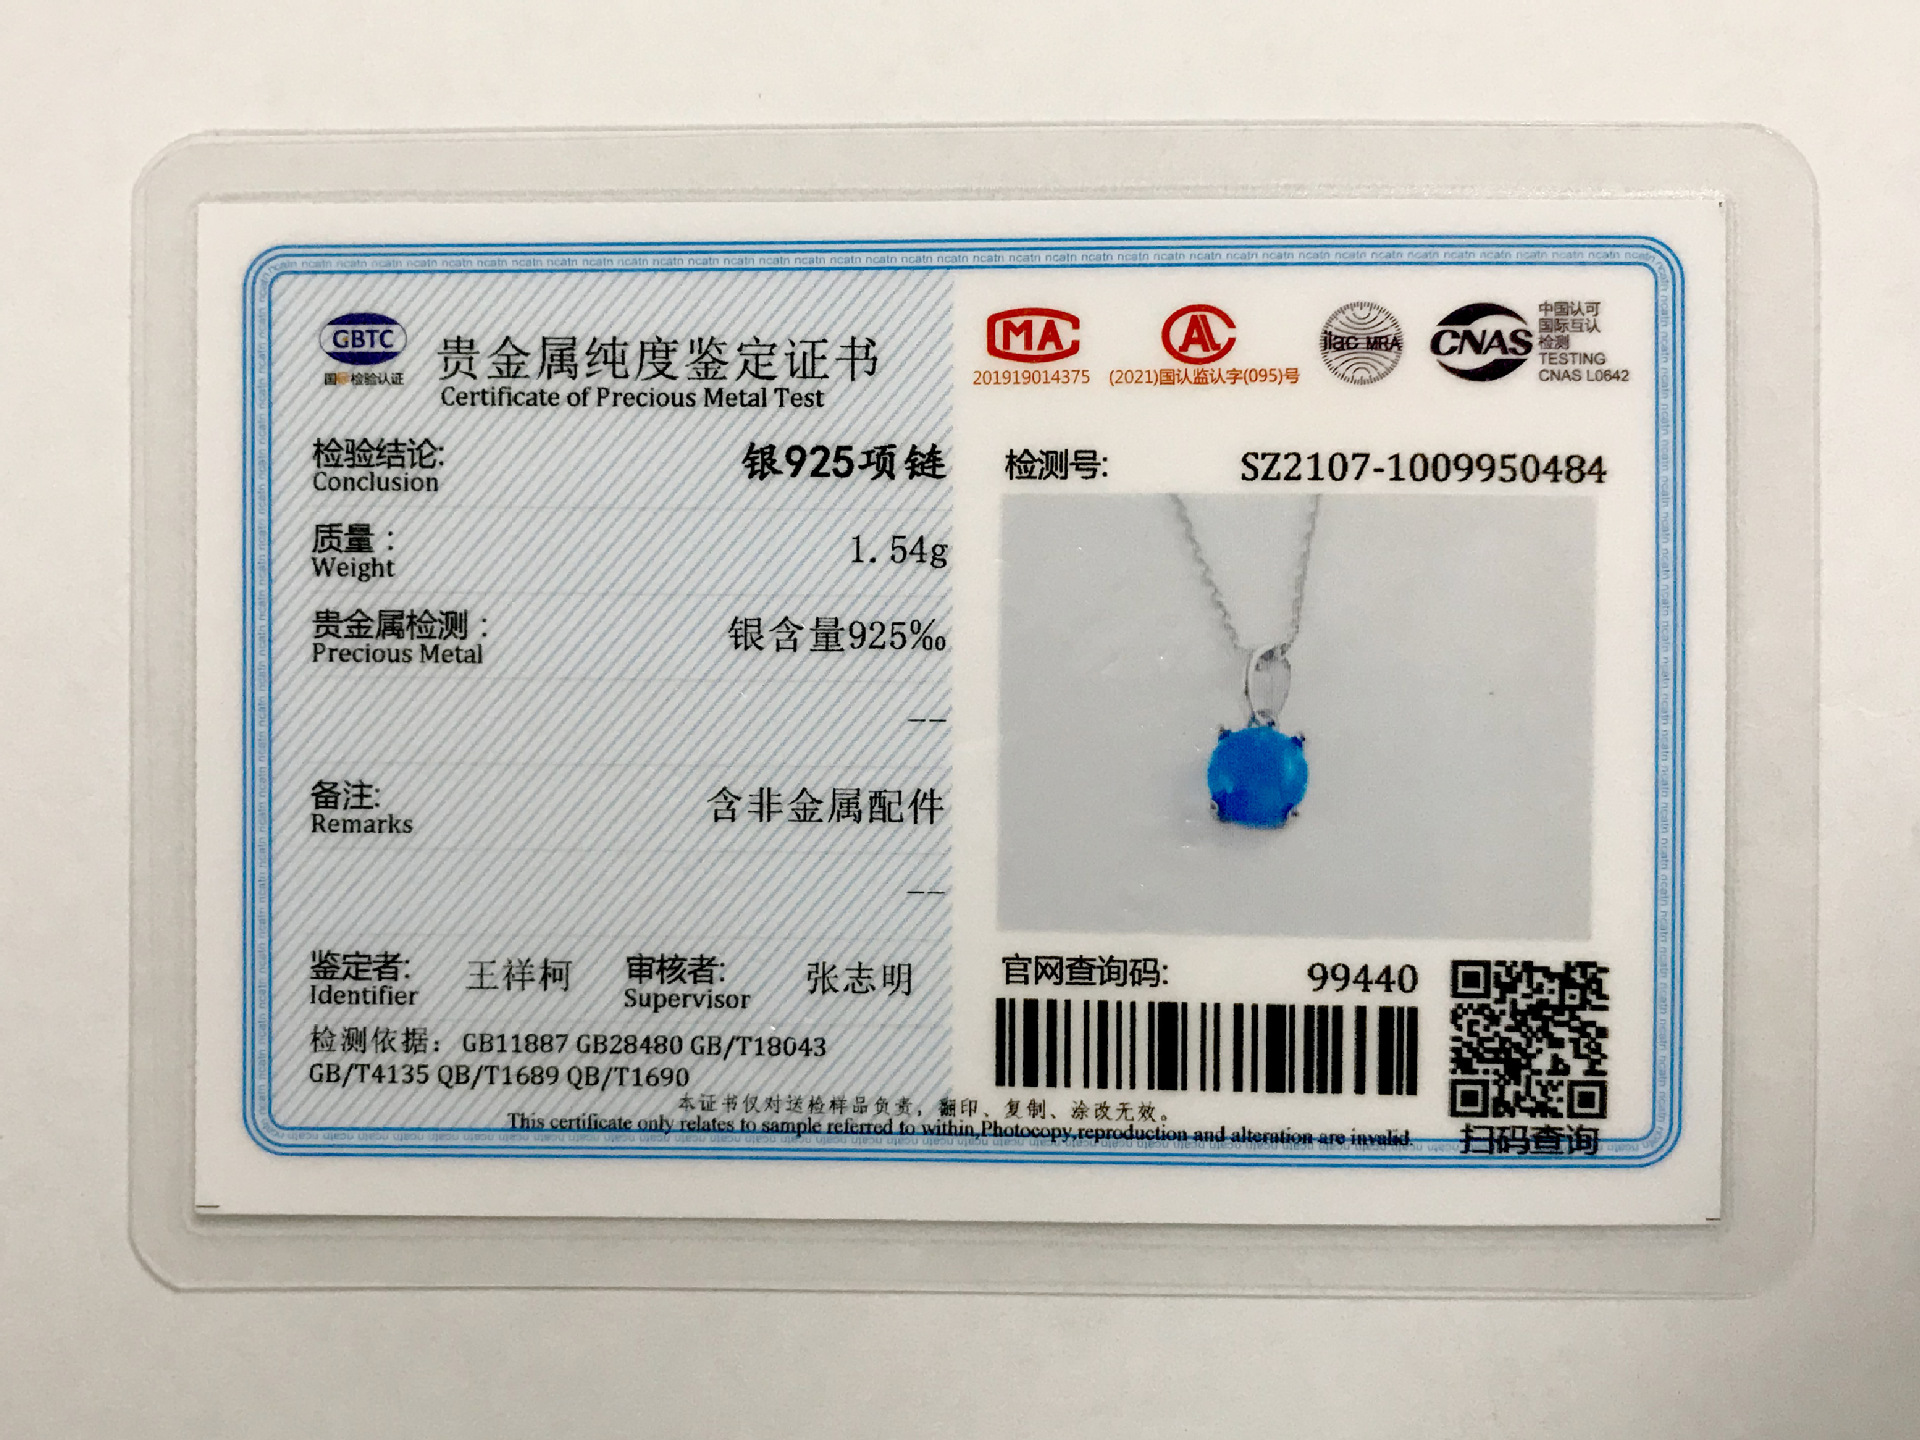 GBTC
国际检验认证
贵金属纯度鉴定证书
Certificate of Precious Metal Test
检验结论: 银925项链
Conclusion
质量： 1.54g
Weight
贵金属检测： 银含量925‰
Precious Metal
--
备注: 含非金属配件
Remarks
--
鉴定者: 王祥柯 审核者: 张志明
Identifier Supervisor
检测依据：GB11887 GB28480 GB/T18043
GB/T4135 QB/T1689 QB/T1690
MA
201919014375
AL
(2021)国认监认字(095)号
ilac MRA
CNAS
中国认可
国际互认
检测
TESTING
CNAS L0642
检测号: SZ2107-1009950484
官网查询码: 99440
扫码查询
本证书仅对送检样品负责，翻印、复制、涂改无效。
This certificate only relates to sample referred to within,Photocopy,reproduction and alteration are invalid.